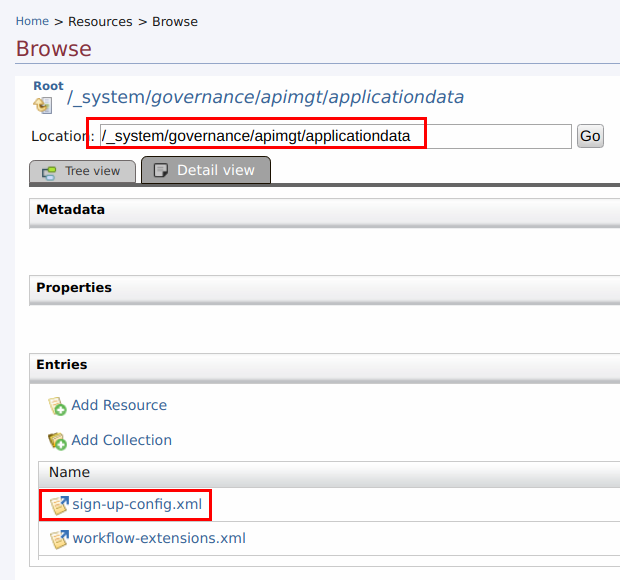 Home > Resources > Browse
Browse
Root
/_system/governance/apimgt/applicationdata
Location: /_system/governance/apimgt/applicationdata Go
Tree view Detail view
Metadata
Properties
Entries
Add Resource
Add Collection
Name
sign-up-config.xml
workflow-extensions.xml